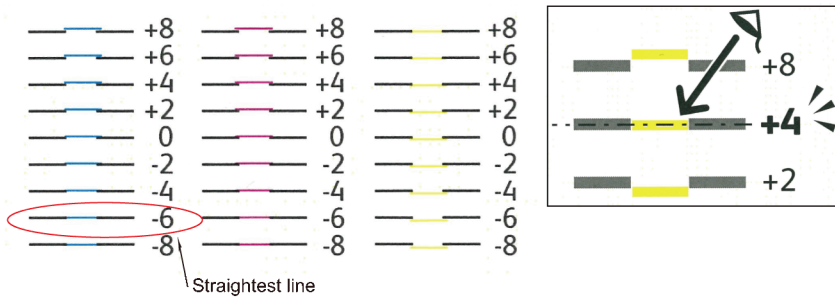 +8 +8 +8
+6 +6 +6
+4 +4 +4
+2 +2 +2
0 0 0
-2 -2 -2
-4 -4 -4
-6 -6 -6
-8 -8 -8
Straightest line
+8
+4
+2